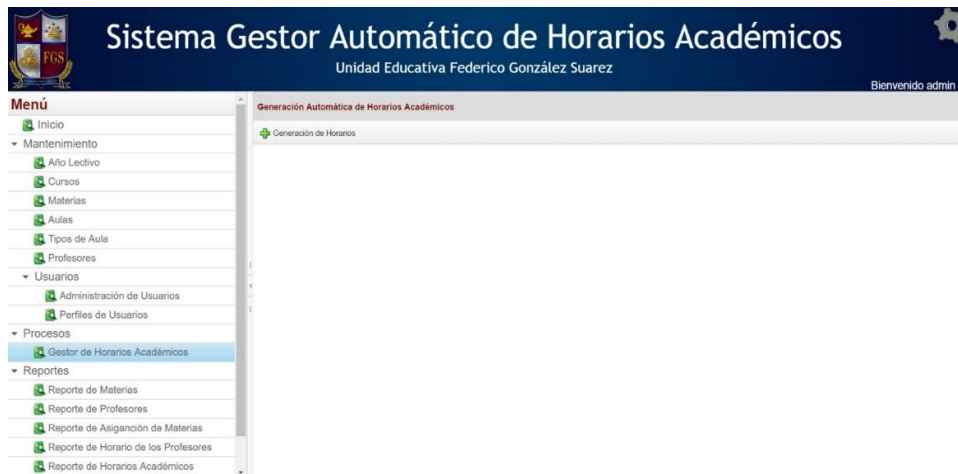 FGS
Sistema Gestor Automático de Horarios Académicos
Unidad Educativa Federico González Suarez
Bienvenido admin
Menú
Inicio
Mantenimiento
Año Lectivo
Cursos
Materias
Aulas
Tipos de Aula
Profesores
Usuarios
Administración de Usuarios
Perfiles de Usuarios
Procesos
Gestor de Horarios Académicos
Reportes
Reporte de Materias
Reporte de Profesores
Reporte de Asiganción de Materias
Reporte de Horario de los Profesores
Reporte de Horarios Académicos
Generación Automática de Horarios Académicos
Generación de Horarios